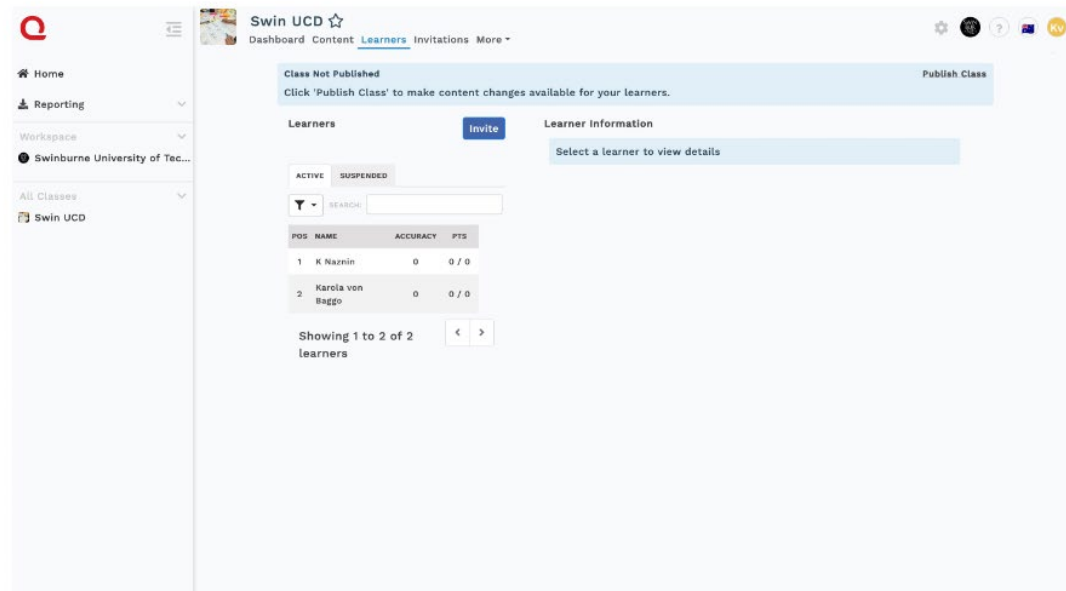 Swin UCD
Dashboard Content Learners Invitations More
?
Kv
Home
Reporting
Workspace
Swinburne University of Tec...
All Classes
Swin UCD
Class Not Published
Publish Class
Click 'Publish Class' to make content changes available for your learners.
Learners
Invite
ACTIVE SUSPENDED
SEARCH:
POS NAME ACCURACY PTS
1 K Naznin 0 0 / 0
2 Karola von Baggo 0 0 / 0
Showing 1 to 2 of 2
learners
Learner Information
Select a learner to view details